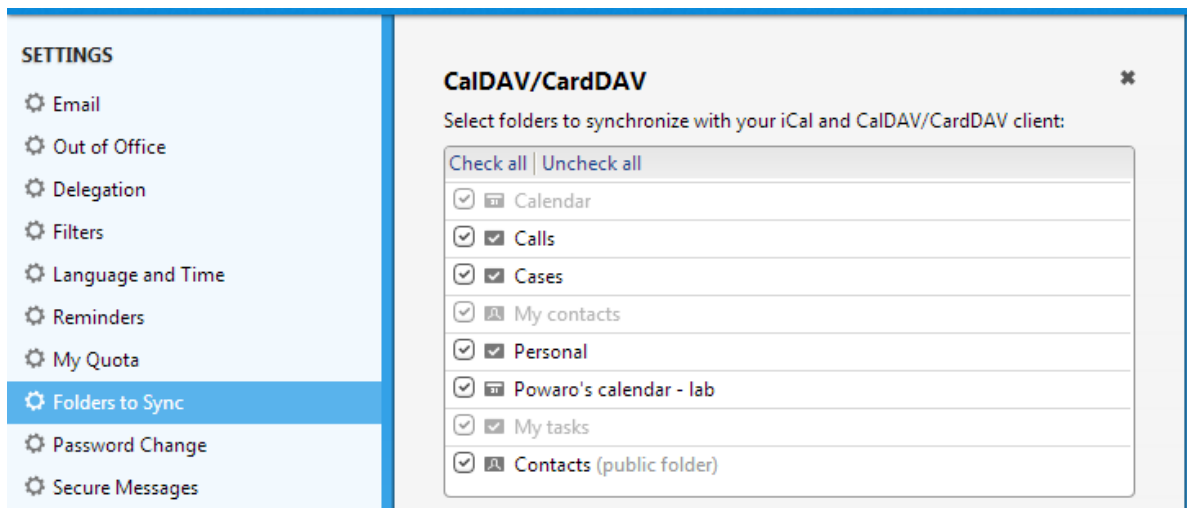 SETTINGS
Email
Out of Office
Delegation
Filters
Language and Time
Reminders
My Quota
Folders to Sync
Password Change
Secure Messages
CalDAV/CardDAV
Select folders to synchronize with your iCal and CalDAV/CardDAV client:
Check all | Uncheck all
Calendar
Calls
Cases
My contacts
Personal
Powaro's calendar - lab
My tasks
Contacts (public folder)